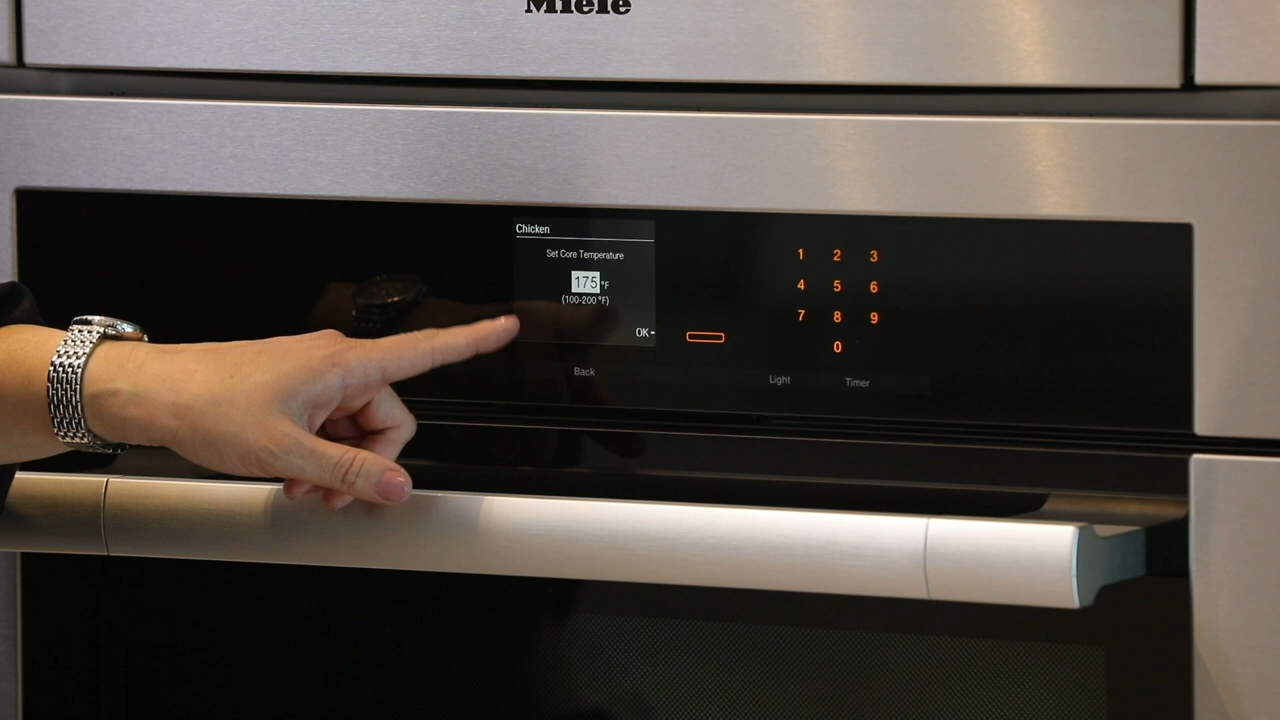 Miele
Chicken
Set Core Temperature
175 °F
(100-200 °F)
OK
Back
1 2 3
4 5 6
7 8 9
0
Light Timer